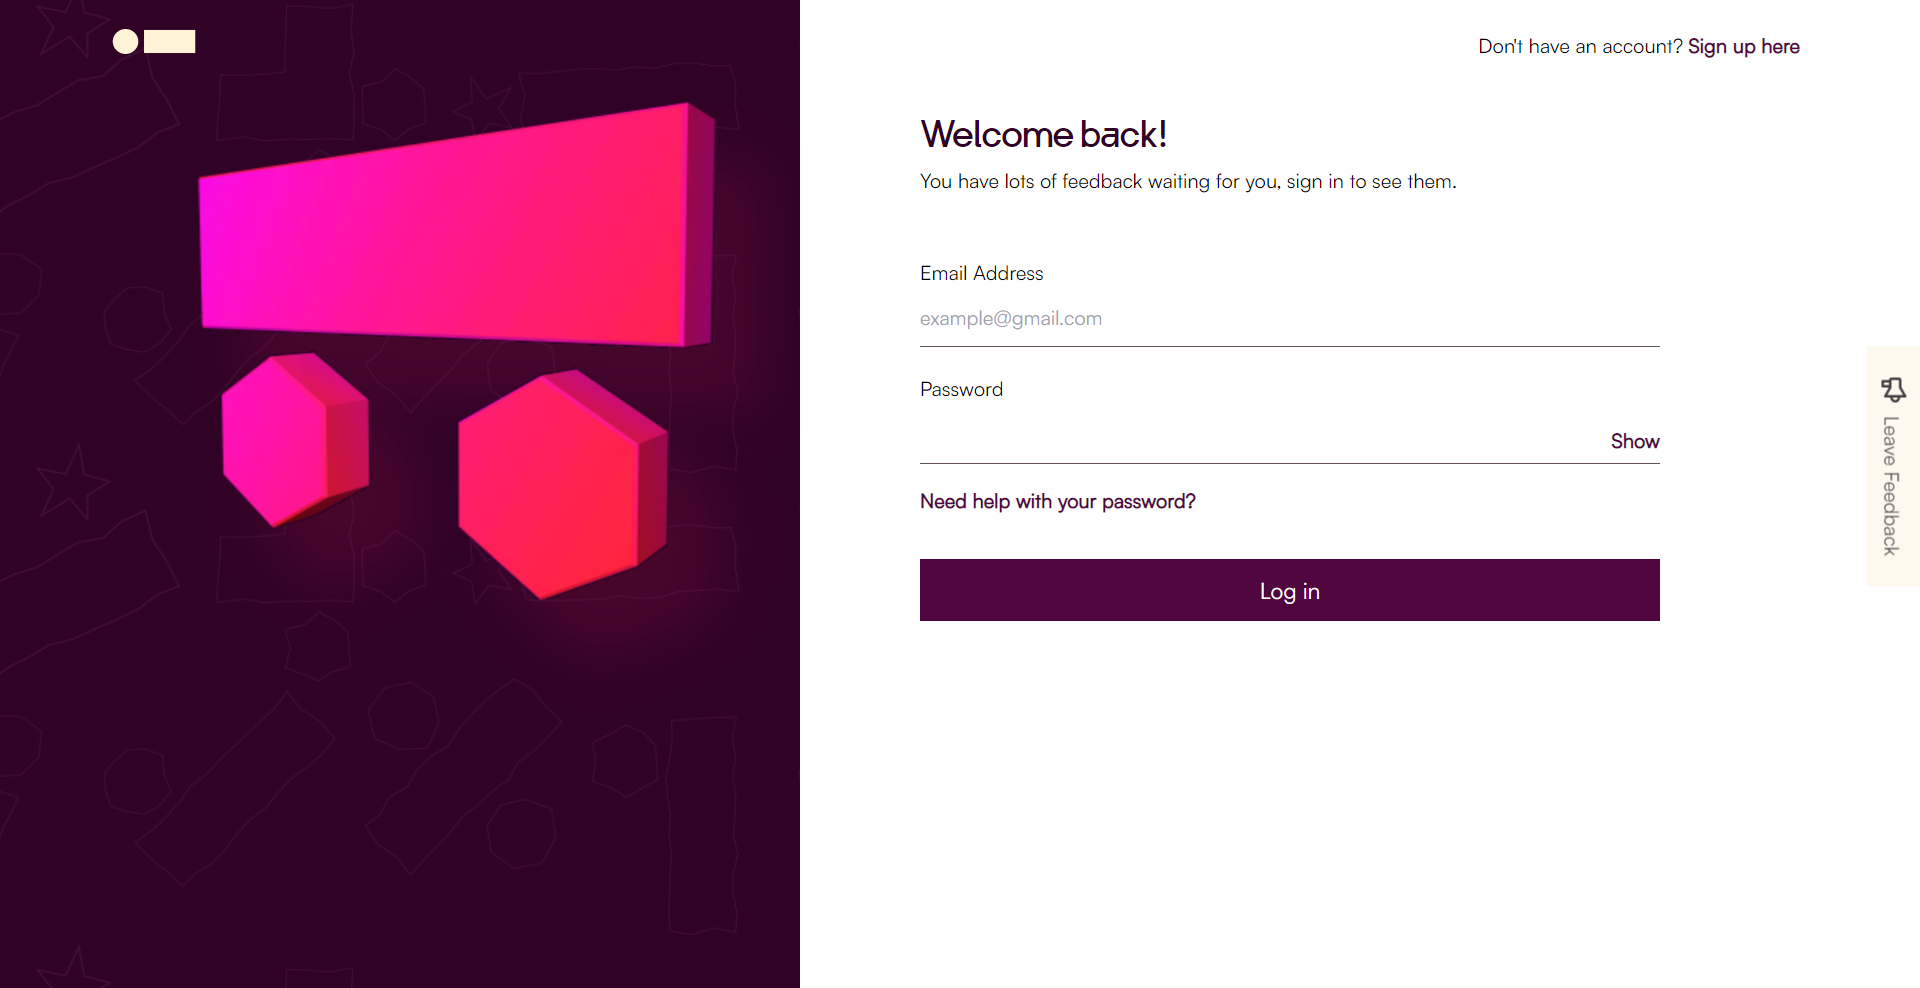 Don't have an account? Sign up here
Welcome back!
You have lots of feedback waiting for you, sign in to see them.
Email Address
example@gmail.com
Password
Show
Need help with your password?
Log in
Leave Feedback